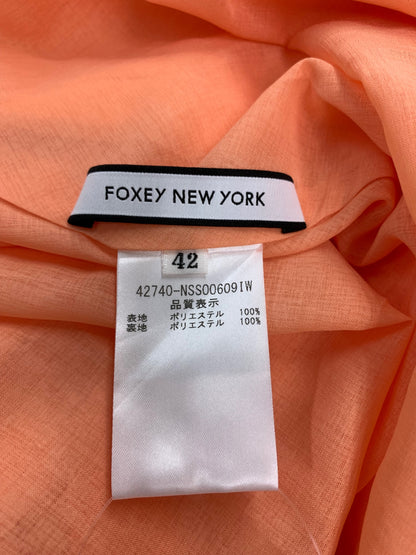 FOXEY NEW YORK
42
42740-NSS00609IW
品質表示
表地 ポリエステル 100%
裏地 ポリエステル 100%